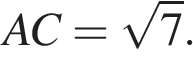 AC = √7.